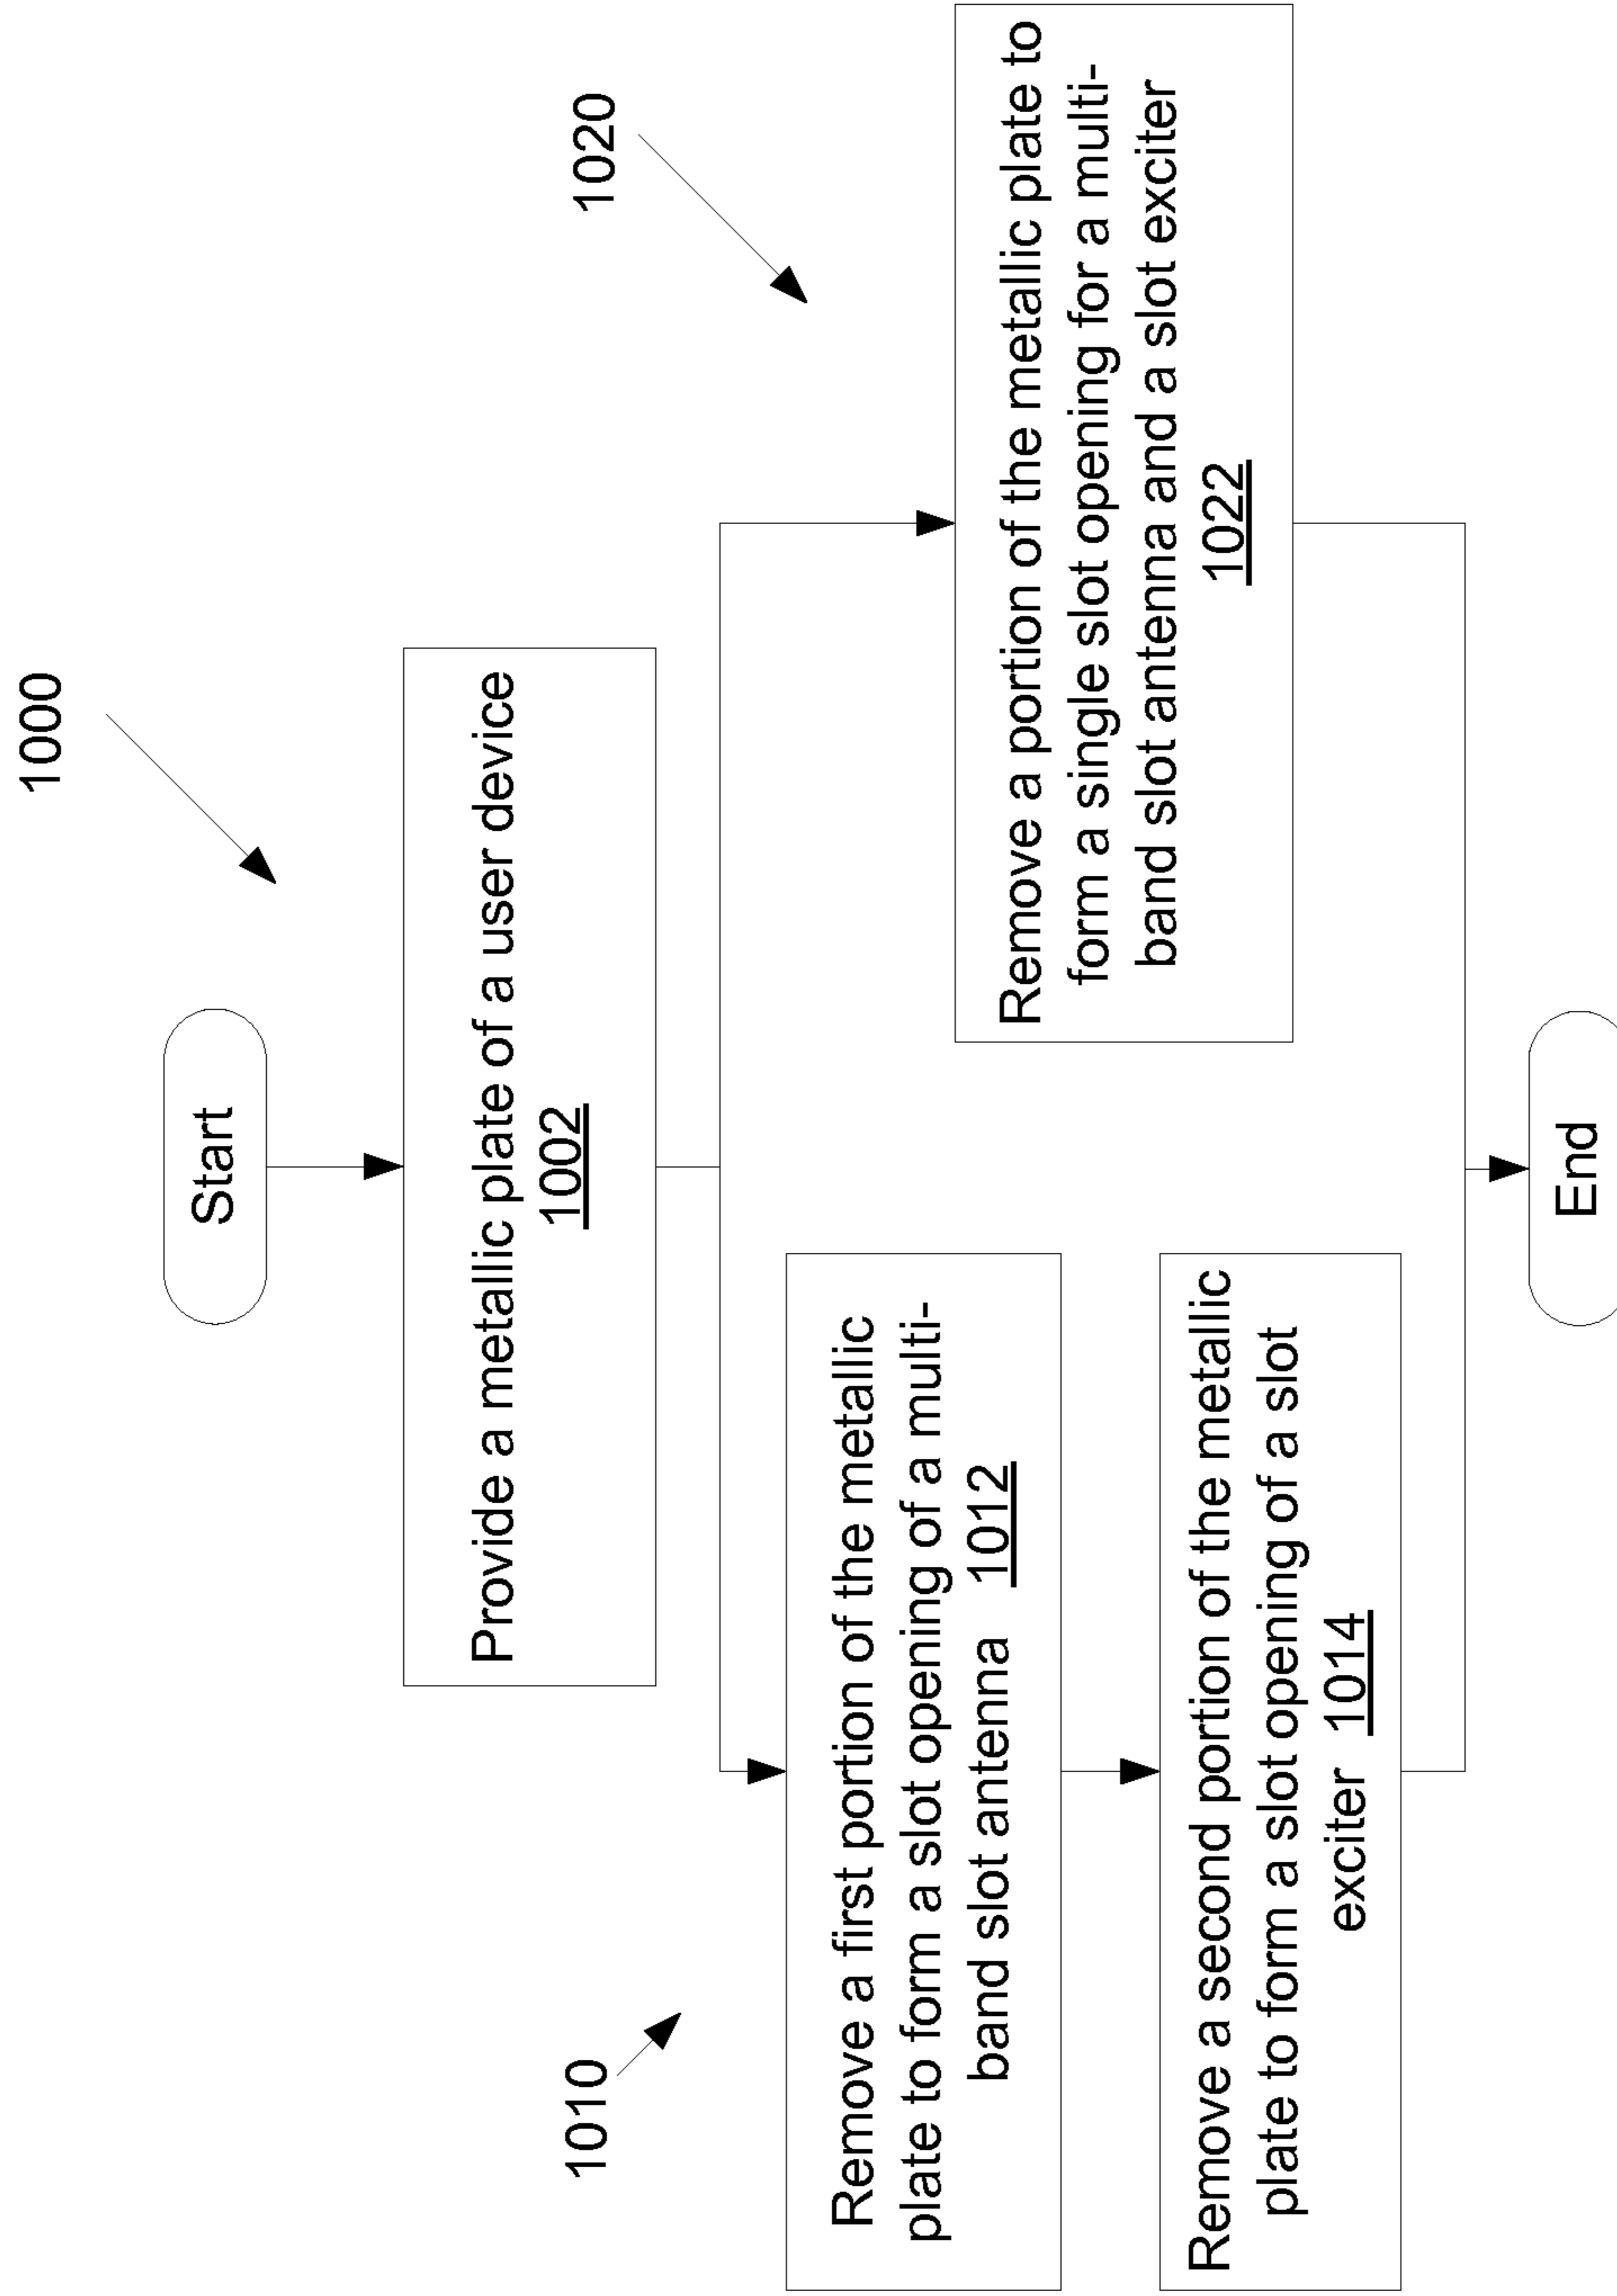 1000
Start
Provide a metallic plate of a user device
1002
1010
1020
Remove a first portion of the metallic
plate to form a slot opening of a multi-
band slot antenna 1012
Remove a second portion of the metallic
plate to form a slot opening of a slot
exciter 1014
Remove a portion of the metallic plate to
form a single slot opening for a multi-
band slot antenna and a slot exciter
1022
End